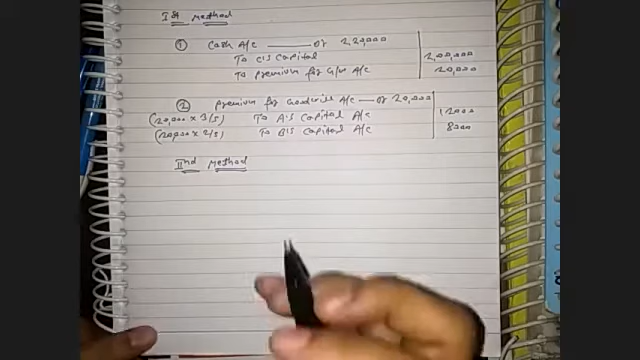 Ist Method
① Cash A/c —— Dr 2,20,000
To C's Capital 2,00,000
To Premium for G/w A/c 20,000
② Premium for Goodwill A/c — Dr 20,000
(20,000 x 3/5) To A's Capital A/c 12000
(20,000 x 2/5) To B's Capital A/c 8000
IInd Method